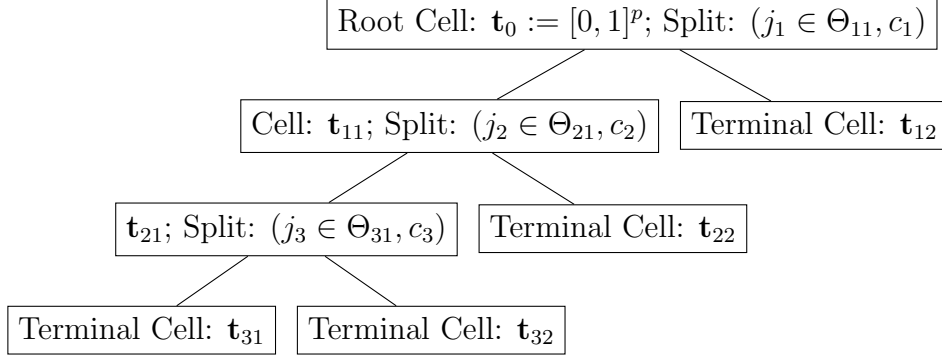 Root Cell: 𝐭₀ := [0, 1]ᵖ; Split: (j₁ ∈ Θ₁₁, c₁)
Cell: 𝐭₁₁; Split: (j₂ ∈ Θ₂₁, c₂)
Terminal Cell: 𝐭₁₂
𝐭₂₁; Split: (j₃ ∈ Θ₃₁, c₃)
Terminal Cell: 𝐭₂₂
Terminal Cell: 𝐭₃₁
Terminal Cell: 𝐭₃₂